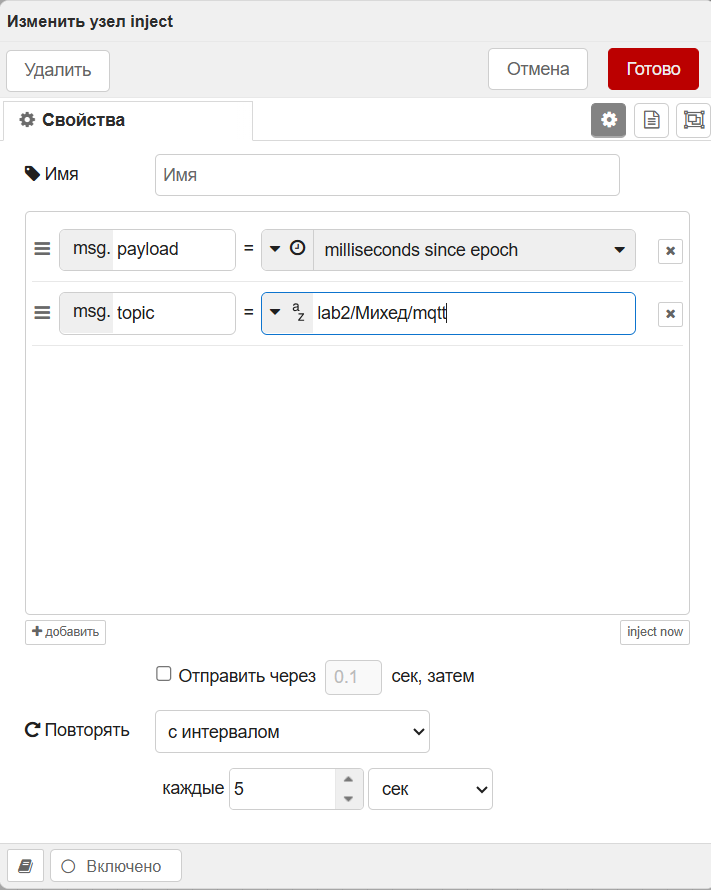 Изменить узел inject
Удалить Отмена Готово
Свойства
Имя Имя
msg. payload = milliseconds since epoch
msg. topic = az lab2/Михед/mqtt
добавить inject now
Отправить через 0.1 сек, затем
Повторять с интервалом
каждые 5 сек
Включено